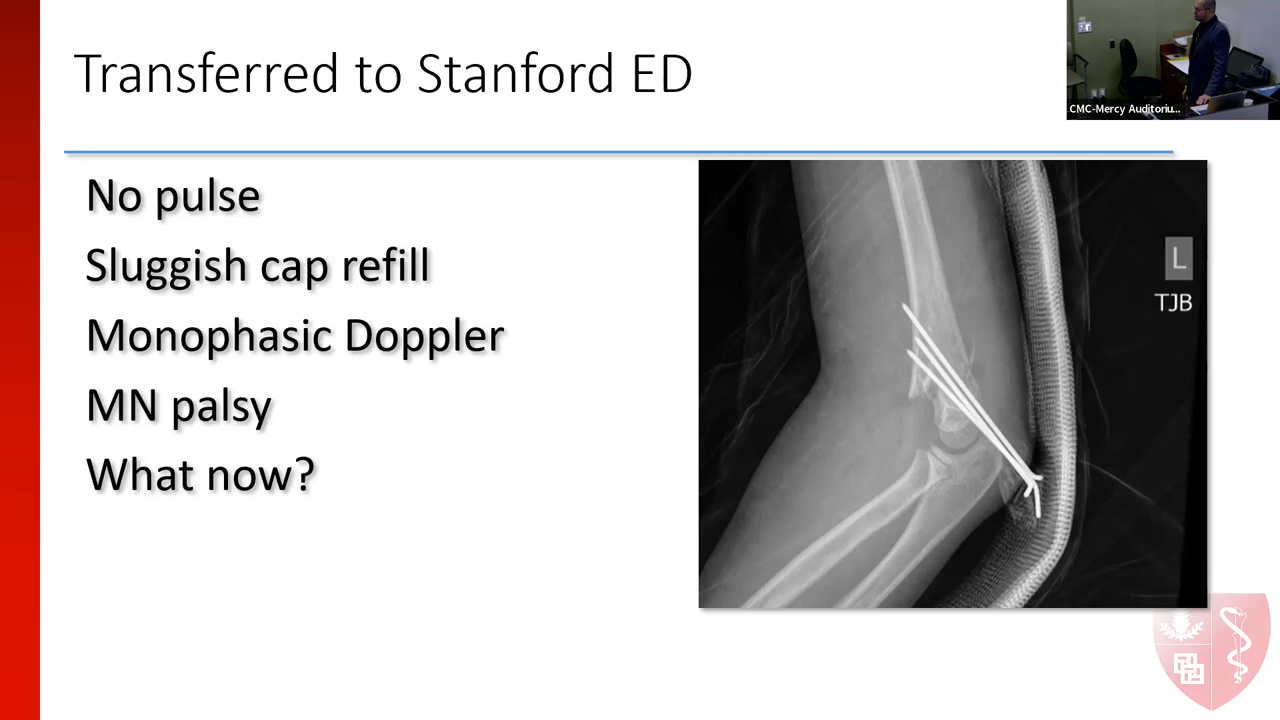 Transferred to Stanford ED
CMC-Mercy Auditoriu...
No pulse
Sluggish cap refill
Monophasic Doppler
MN palsy
What now?
L
TJB